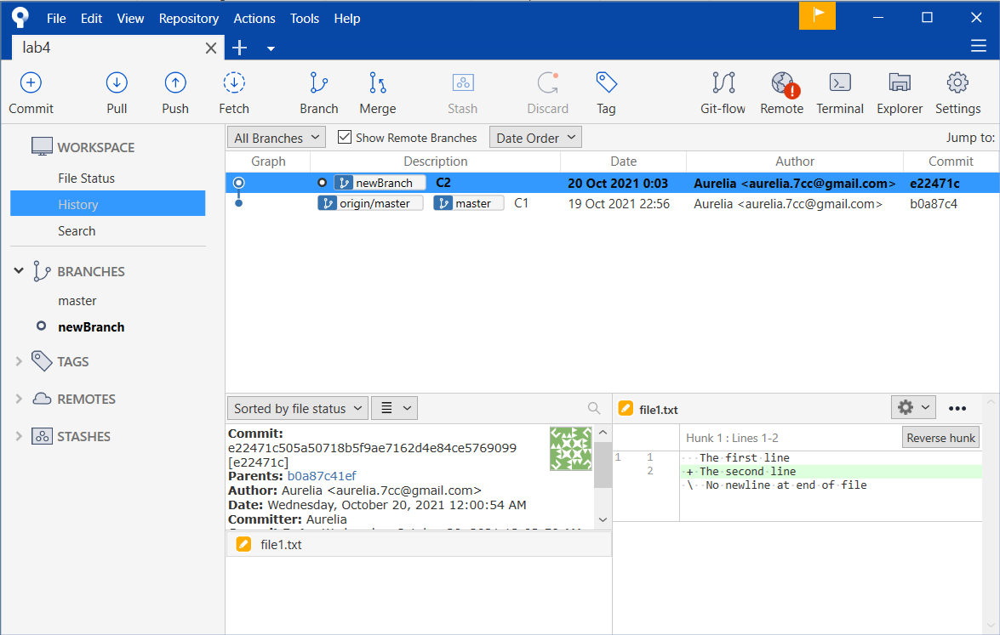 File Edit View Repository Actions Tools Help
lab4
Commit Pull Push Fetch Branch Merge Stash Discard Tag Git-flow Remote Terminal Explorer Settings
WORKSPACE
File Status
History
Search
BRANCHES
master
newBranch
TAGS
REMOTES
STASHES
All Branches Show Remote Branches Date Order Jump to:
Graph Description Date Author Commit
newBranch C2 20 Oct 2021 0:03 Aurelia <aurelia.7cc@gmail.com> e22471c
origin/master master C1 19 Oct 2021 22:56 Aurelia <aurelia.7cc@gmail.com> b0a87c4
Sorted by file status
Commit:
e22471c505a50718b5f9ae7162d4e84ce5769099
[e22471c]
Parents: b0a87c41ef
Author: Aurelia <aurelia.7cc@gmail.com>
Date: Wednesday, October 20, 2021 12:00:54 AM
Committer: Aurelia
file1.txt
file1.txt
Hunk 1 : Lines 1-2 Reverse hunk
1 1 The first line
2 + The second line
\ No newline at end of file